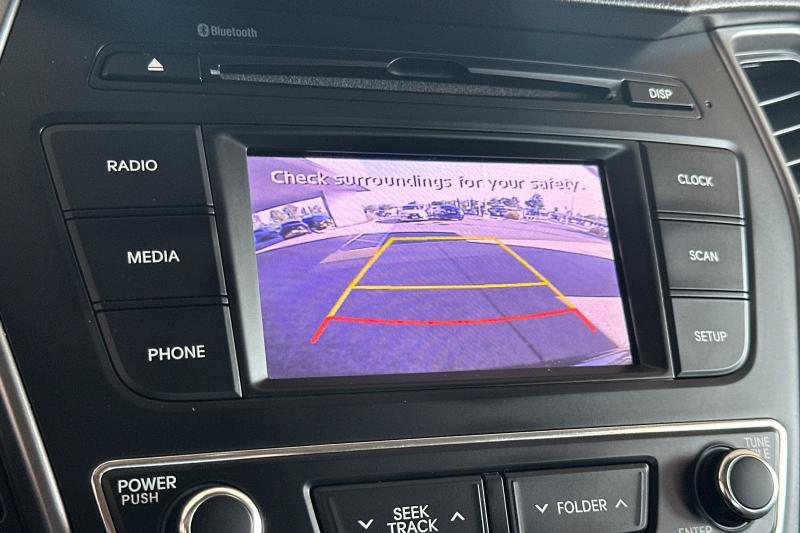 Bluetooth
DISP
RADIO
MEDIA
PHONE
Check surroundings for your safety.
CLOCK
SCAN
SETUP
POWER
PUSH
SEEK
TRACK
FOLDER
TUNE
ENTER